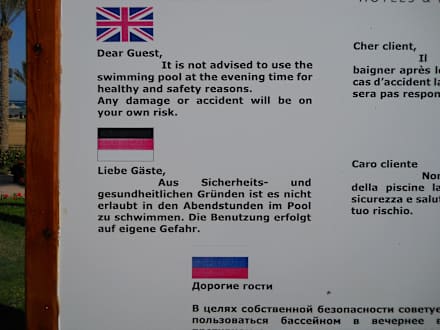 HOTELS &
Dear Guest,
It is not advised to use the
swimming pool at the evening time for
healthy and safety reasons.
Any damage or accident will be on
your own risk.
Cher client,
Il
baigner après
cas d'accident la
sera pas respon
Liebe Gäste,
Aus Sicherheits- und
gesundheitlichen Gründen ist es nicht
erlaubt in den Abendstunden im Pool
zu schwimmen. Die Benutzung erfolgt
auf eigene Gefahr.
Caro cliente
Non
della piscine la
sicurezza e salut
tuo rischio.
Дорогие гости
В целях собственной безопасности советуе
пользоваться бассейном в вечернее